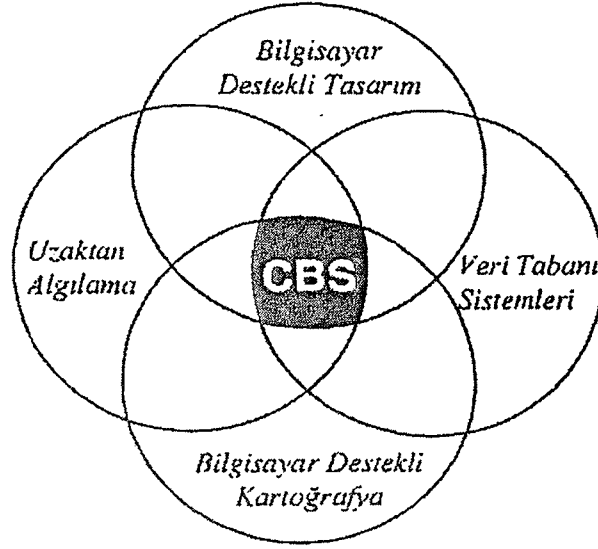 Bilgisayar
Destekli Tasarım
Uzaktan
Algılama
CBS
Veri Tabanı
Sistemleri
Bilgisayar Destekli
Kartoğrafya